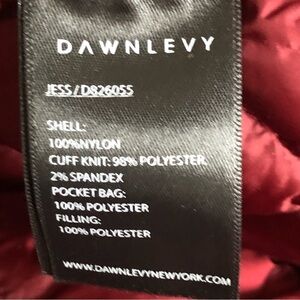 DAWNLEVY
JESS/D826055
SHELL:
100%NYLON
CUFF KNIT: 98% POLYESTER,
2% SPANDEX
POCKET BAG:
100% POLYESTER
FILLING:
100% POLYESTER
WWW.DAWNLEVYNEWYORK.COM